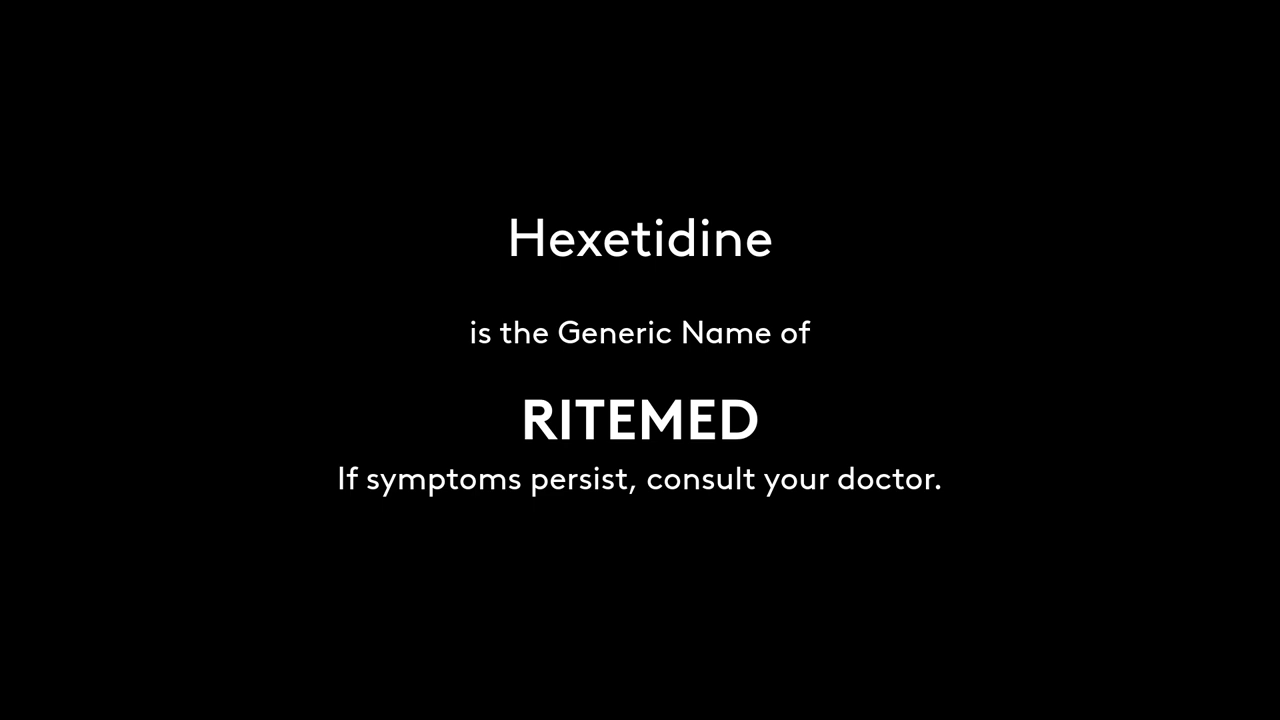 Hexetidine
is the Generic Name of
RITEMED
If symptoms persist, consult your doctor.